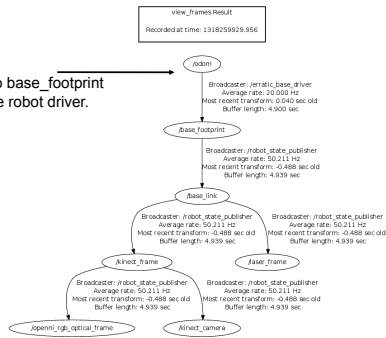 view_frames Result
Recorded at time: 1318259929.956
/odom
base_footprint
robot driver.
Broadcaster: /erratic_base_driver
Average rate: 20.000 Hz
Most recent transform: 0.040 sec old
Buffer length: 4.900 sec
/base_footprint
Broadcaster: /robot_state_publisher
Average rate: 50.211 Hz
Most recent transform: -0.488 sec old
Buffer length: 4.939 sec
/base_link
Broadcaster: /robot_state_publisher
Average rate: 50.211 Hz
Most recent transform: -0.488 sec old
Buffer length: 4.939 sec
Broadcaster: /robot_state_publisher
Average rate: 50.211 Hz
Most recent transform: -0.488 sec old
Buffer length: 4.939 sec
/kinect_frame
/laser_frame
Broadcaster: /robot_state_publisher
Average rate: 50.211 Hz
Most recent transform: -0.488 sec old
Buffer length: 4.939 sec
Broadcaster: /robot_state_publisher
Average rate: 50.211 Hz
Most recent transform: -0.488 sec old
Buffer length: 4.939 sec
/openni_rgb_optical_frame
/kinect_camera